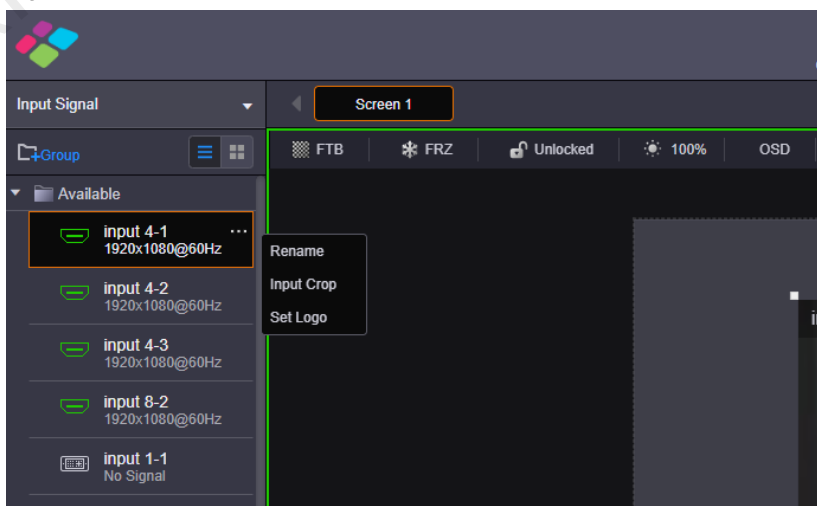 Input Signal
Screen 1
Group
FTB
FRZ
Unlocked
100%
OSD
Available
input 4-1
1920x1080@60Hz
Rename
Input Crop
Set Logo
input 4-2
1920x1080@60Hz
input 4-3
1920x1080@60Hz
input 8-2
1920x1080@60Hz
input 1-1
No Signal